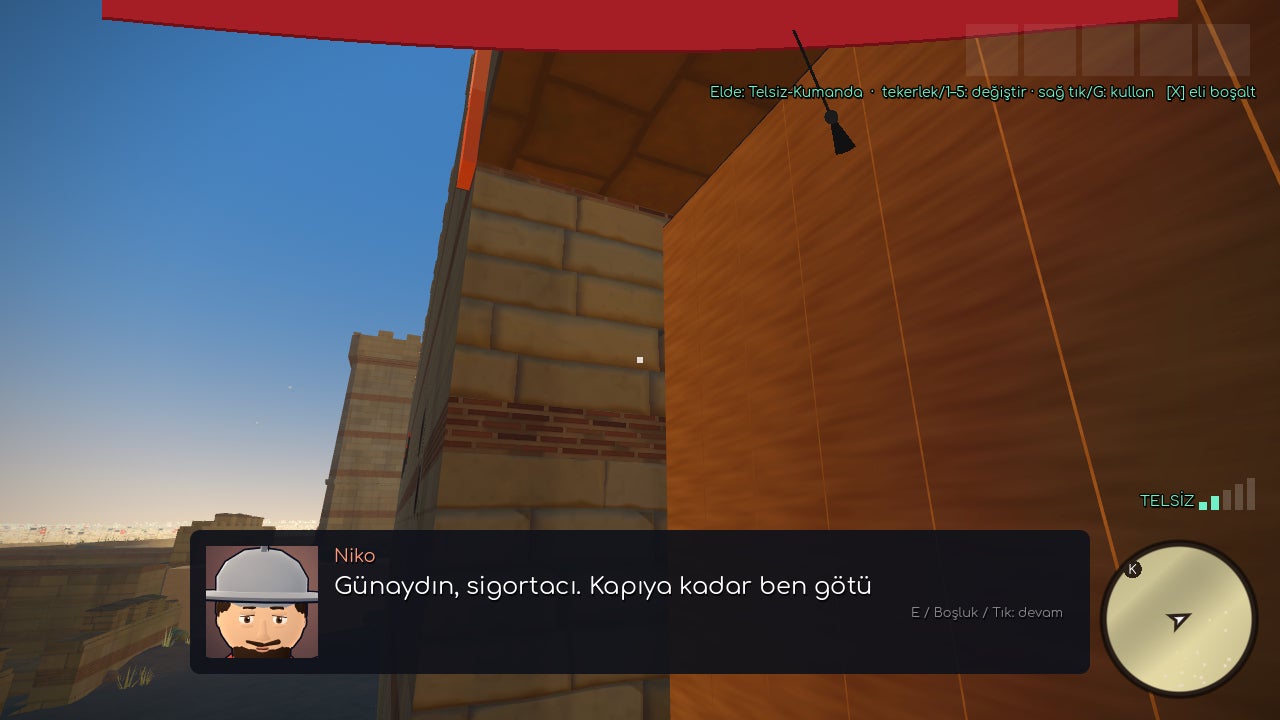 Elde: Telsiz-Kumanda · tekerlek/1-5: değiştir · sağ tık/G: kullan [X] eli boşalt
TELSİZ
K
Niko
Günaydın, sigortacı. Kapıya kadar ben götü
E / Boşluk / Tık: devam